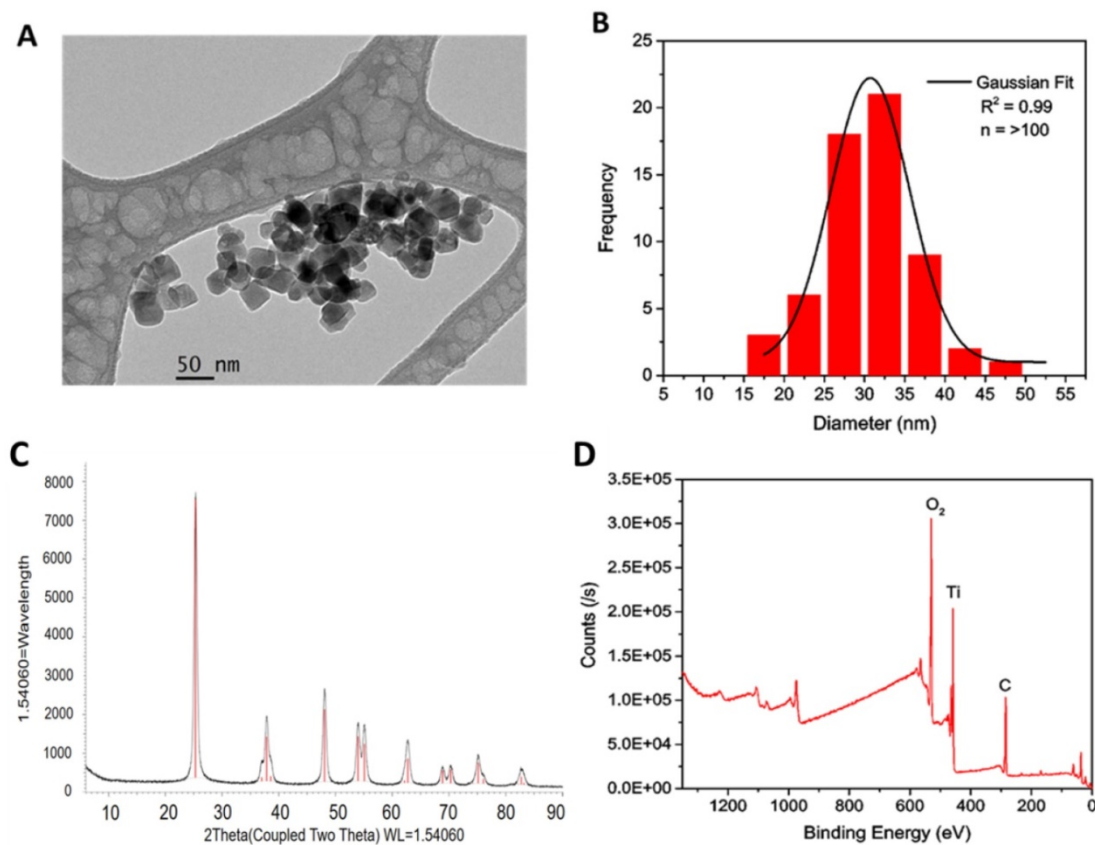 A
50 nm
B
25
20
15
10
5
0
Frequency
Gaussian Fit
R² = 0.99
n = >100
5 10 15 20 25 30 35 40 45 50 55
Diameter (nm)
C
8000
7000
6000
5000
4000
3000
2000
1000
0
1.54060=Wavelength
10 20 30 40 50 60 70 80 90
2Theta(Coupled Two Theta) WL=1.54060
D
3.5E+05
3.0E+05
2.5E+05
2.0E+05
1.5E+05
1.0E+05
5.0E+04
0.0E+00
Counts (/s)
O₂
Ti
C
1200 1000 800 600 400 200 0
Binding Energy (eV)